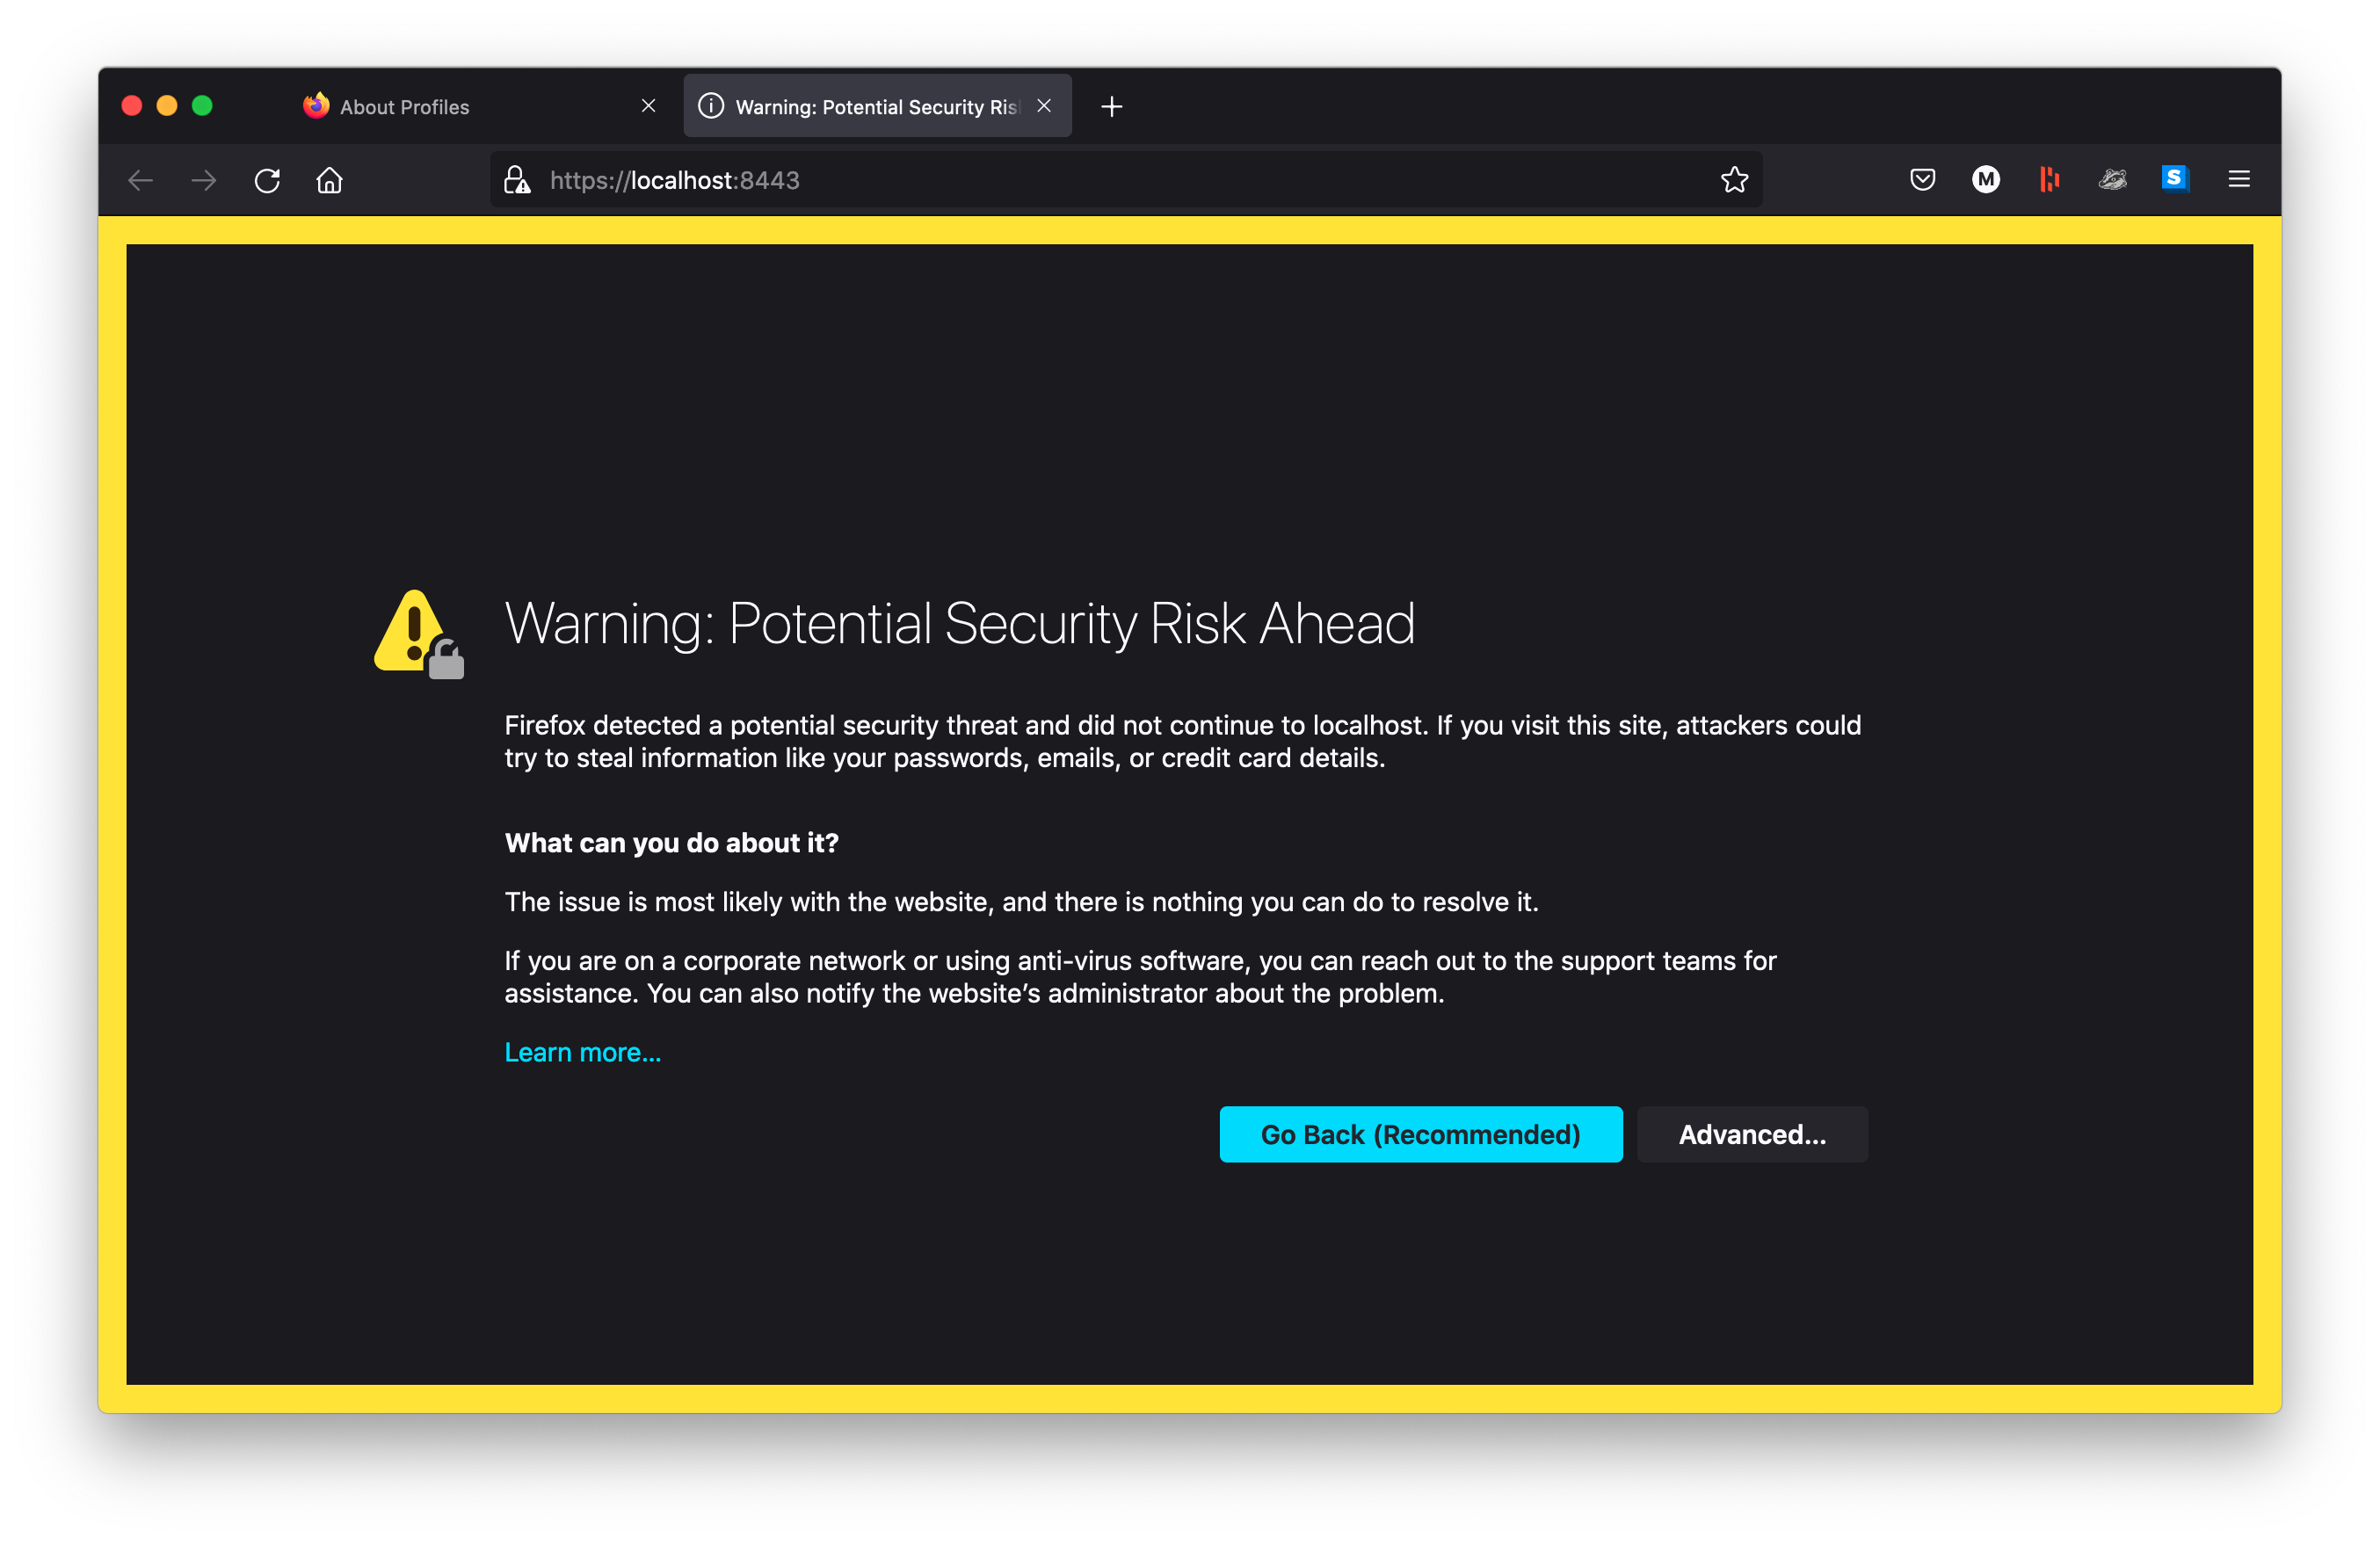 About Profiles
Warning: Potential Security Ris
https://localhost:8443
M
S
Warning: Potential Security Risk Ahead
Firefox detected a potential security threat and did not continue to localhost. If you visit this site, attackers could
try to steal information like your passwords, emails, or credit card details.
What can you do about it?
The issue is most likely with the website, and there is nothing you can do to resolve it.
If you are on a corporate network or using anti-virus software, you can reach out to the support teams for
assistance. You can also notify the website’s administrator about the problem.
Learn more…
Go Back (Recommended)
Advanced…